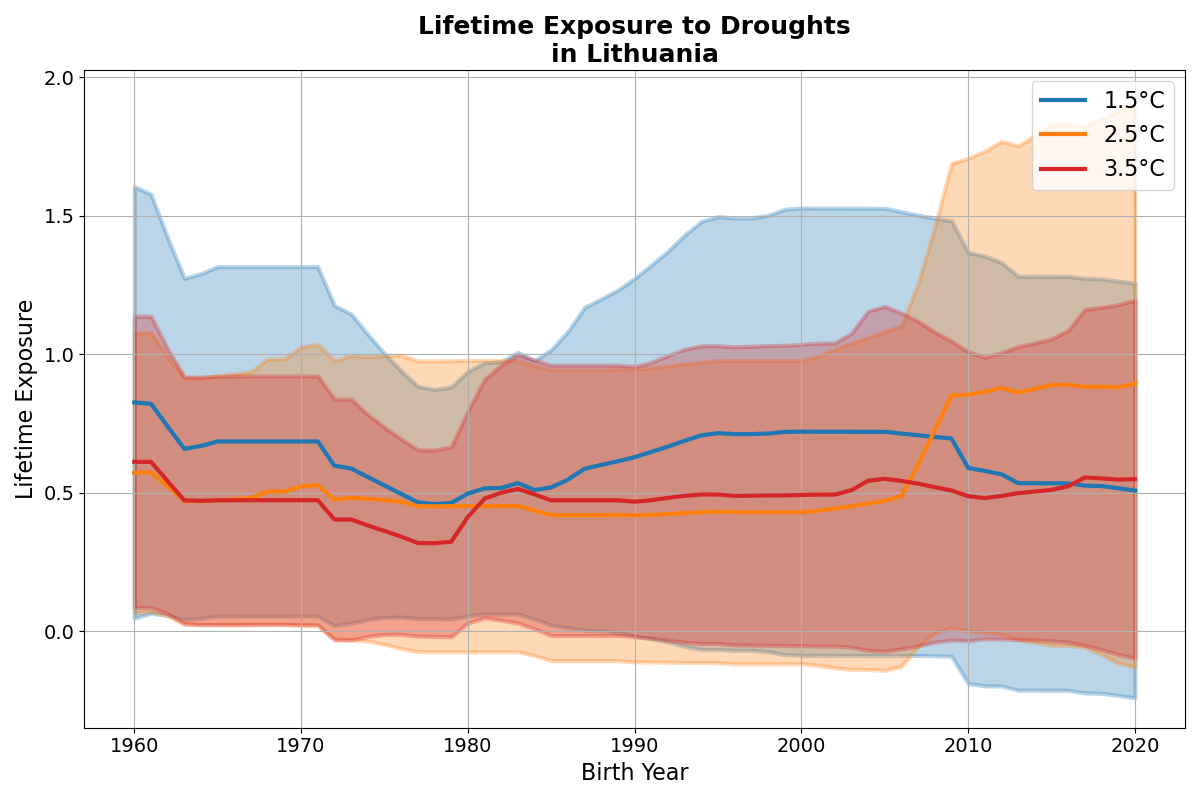 Lifetime Exposure to Droughts
in Lithuania
2.0
1.5
1.0
0.5
0.0
Lifetime Exposure
1.5°C
2.5°C
3.5°C
1960 1970 1980 1990 2000 2010 2020
Birth Year